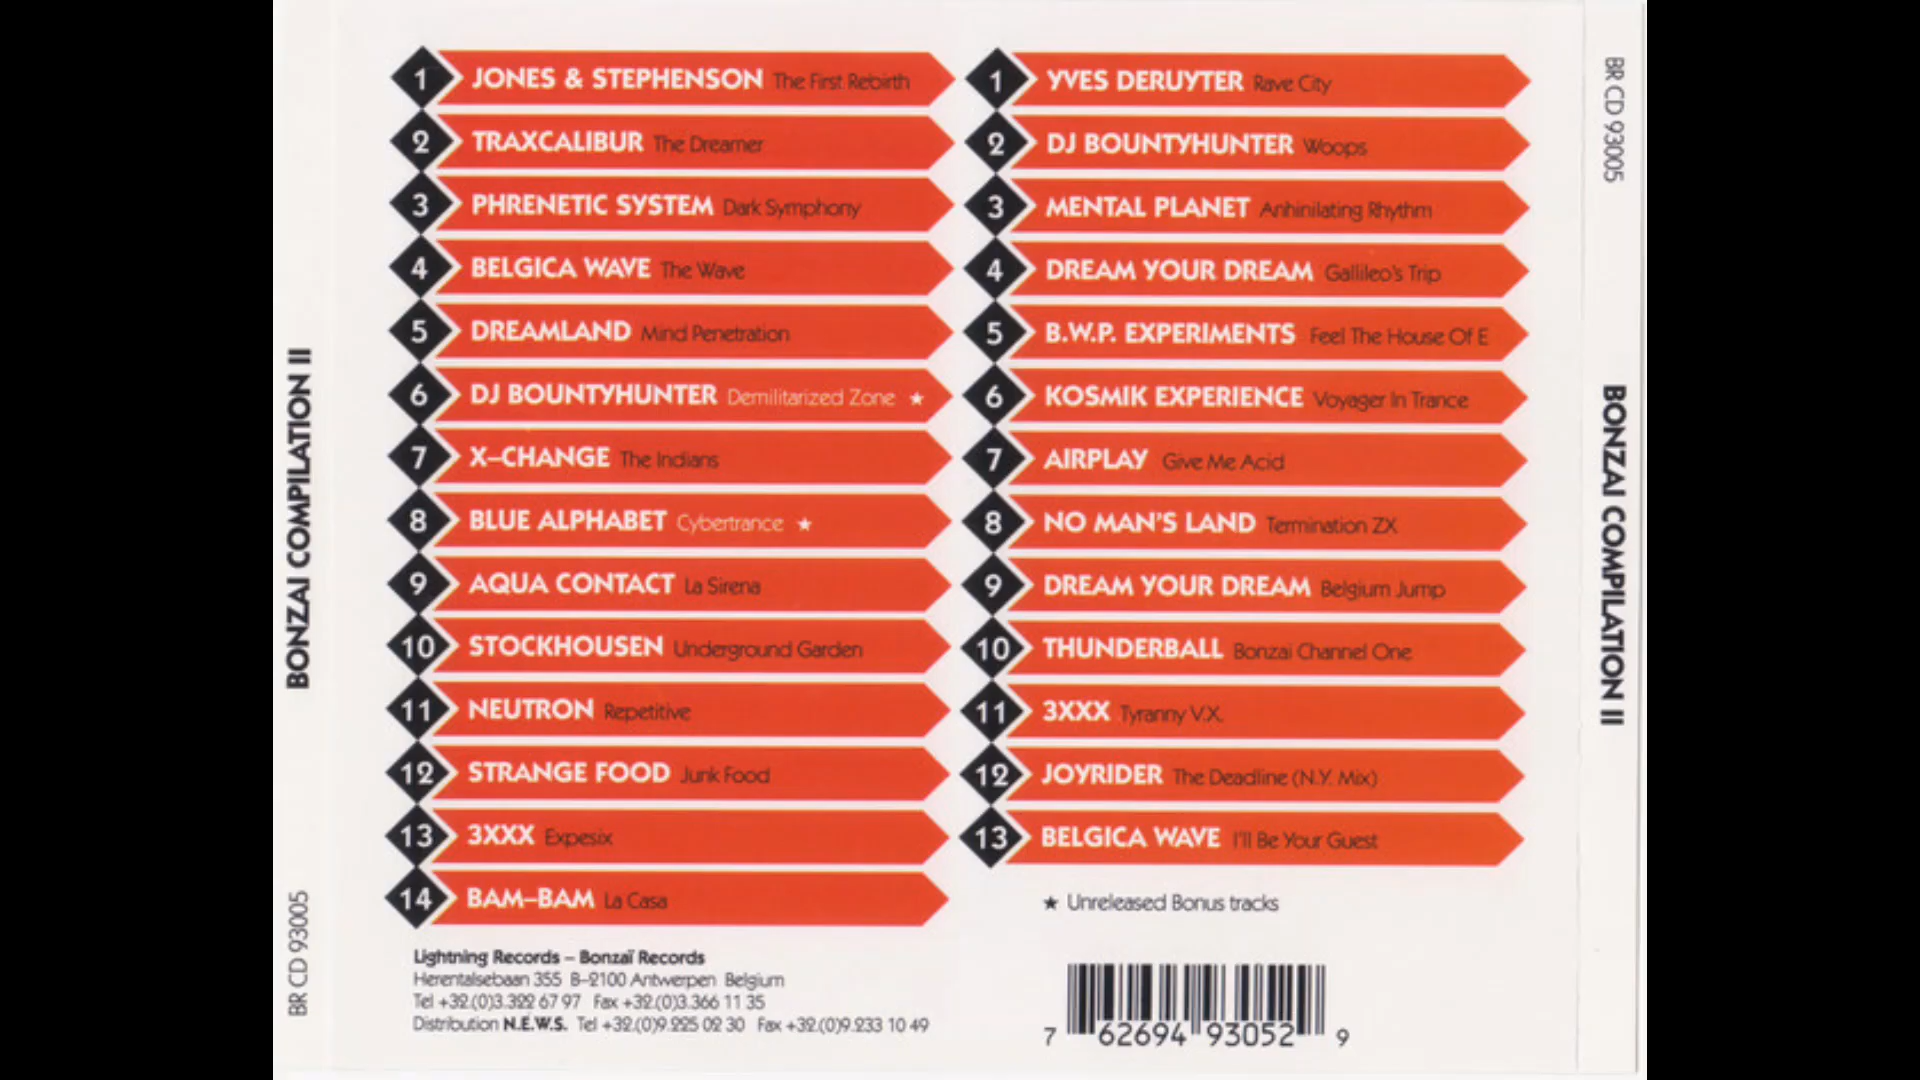 BONZAI COMPILATION II
BR CD 93005
1 JONES & STEPHENSON The First Rebirth
2 TRAXCALIBUR The Dreamer
3 PHRENETIC SYSTEM Dark Symphony
4 BELGICA WAVE The Wave
5 DREAMLAND Mind Penetration
6 DJ BOUNTYHUNTER Demilitarized Zone ★
7 X–CHANGE The Indians
8 BLUE ALPHABET Cybertrance ★
9 AQUA CONTACT La Sirena
10 STOCKHOUSEN Underground Garden
11 NEUTRON Repetitive
12 STRANGE FOOD Junk Food
13 3XXX Expesix
14 BAM–BAM La Casa
1 YVES DERUYTER Rave City
2 DJ BOUNTYHUNTER Woops
3 MENTAL PLANET Anhinilating Rhythm
4 DREAM YOUR DREAM Gallileo's Trip
5 B.W.P. EXPERIMENTS Feel The House Of E
6 KOSMIK EXPERIENCE Voyager In Trance
7 AIRPLAY Give Me Acid
8 NO MAN'S LAND Termination ZX
9 DREAM YOUR DREAM Belgium Jump
10 THUNDERBALL Bonzai Channel One
11 3XXX Tyranny V.X.
12 JOYRIDER The Deadline (N.Y. Mix)
13 BELGICA WAVE I'll Be Your Guest
★ Unreleased Bonus tracks
Lightning Records – Bonzaï Records
Herentalsebaan 355 B–2100 Antwerpen Belgium
Tel +32.(0)3.322 67 97 Fax +32.(0)3.366 11 35
Distribution N.E.W.S. Tel +32.(0)9.225 02 30 Fax +32.(0)9.233 10 49
7 62694 93052 9
BR CD 93005
BONZAI COMPILATION II